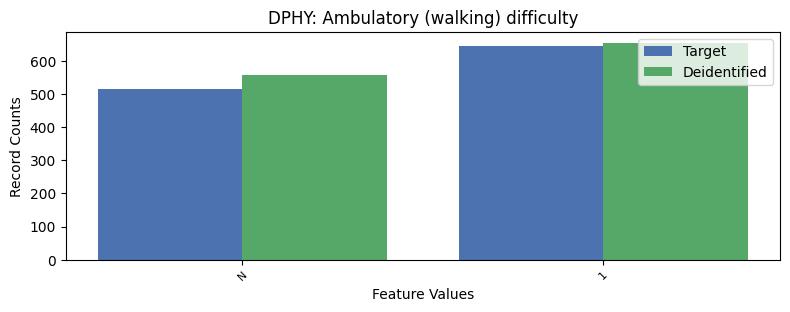 DPHY: Ambulatory (walking) difficulty
Target
Deidentified
Record Counts
600
500
400
300
200
100
0
N
1
Feature Values